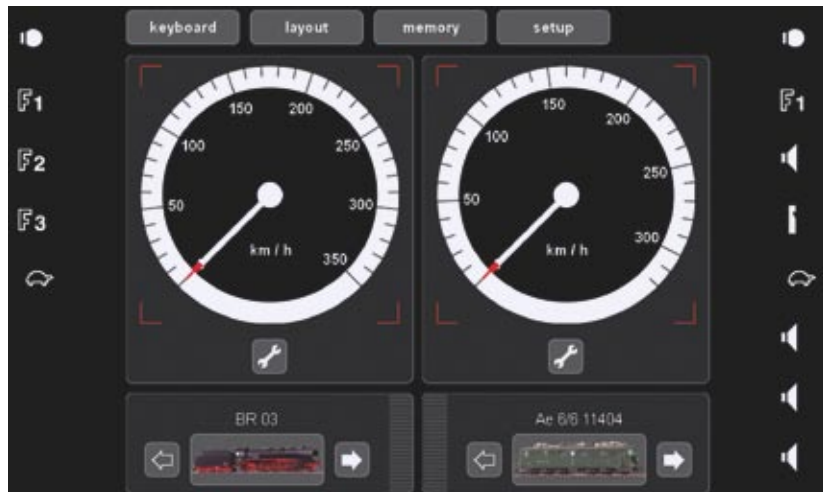 keyboard layout memory setup
F1
F2
F3
50 100 150 200 250 300 350
km / h
50 100 150 200 250 300
km / h
F1
BR 03
Ae 6/6 11404